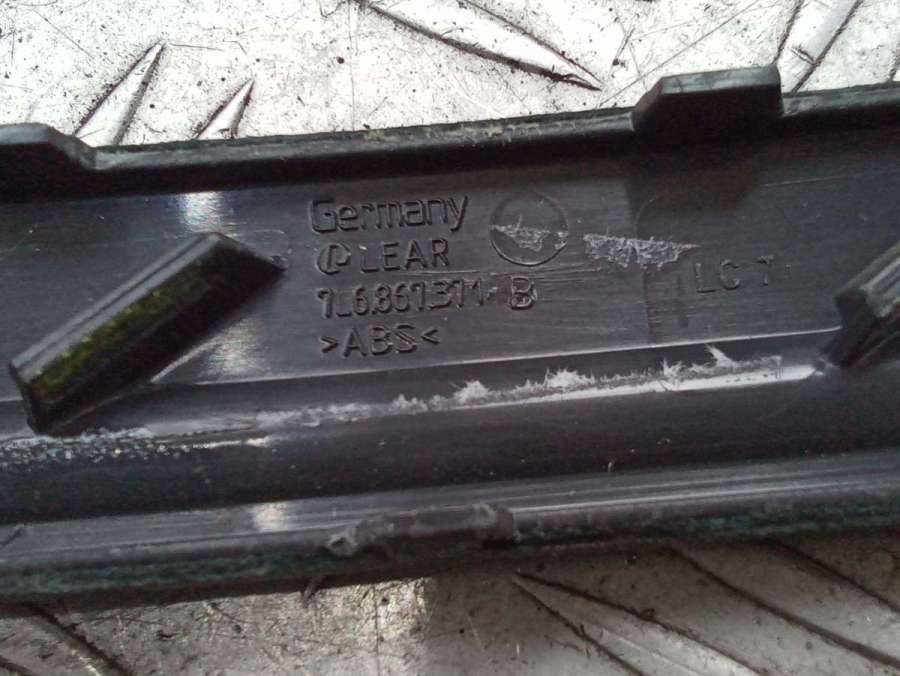 Germany
LEAR
7L6.867.371 B
LC 7
>ABS<